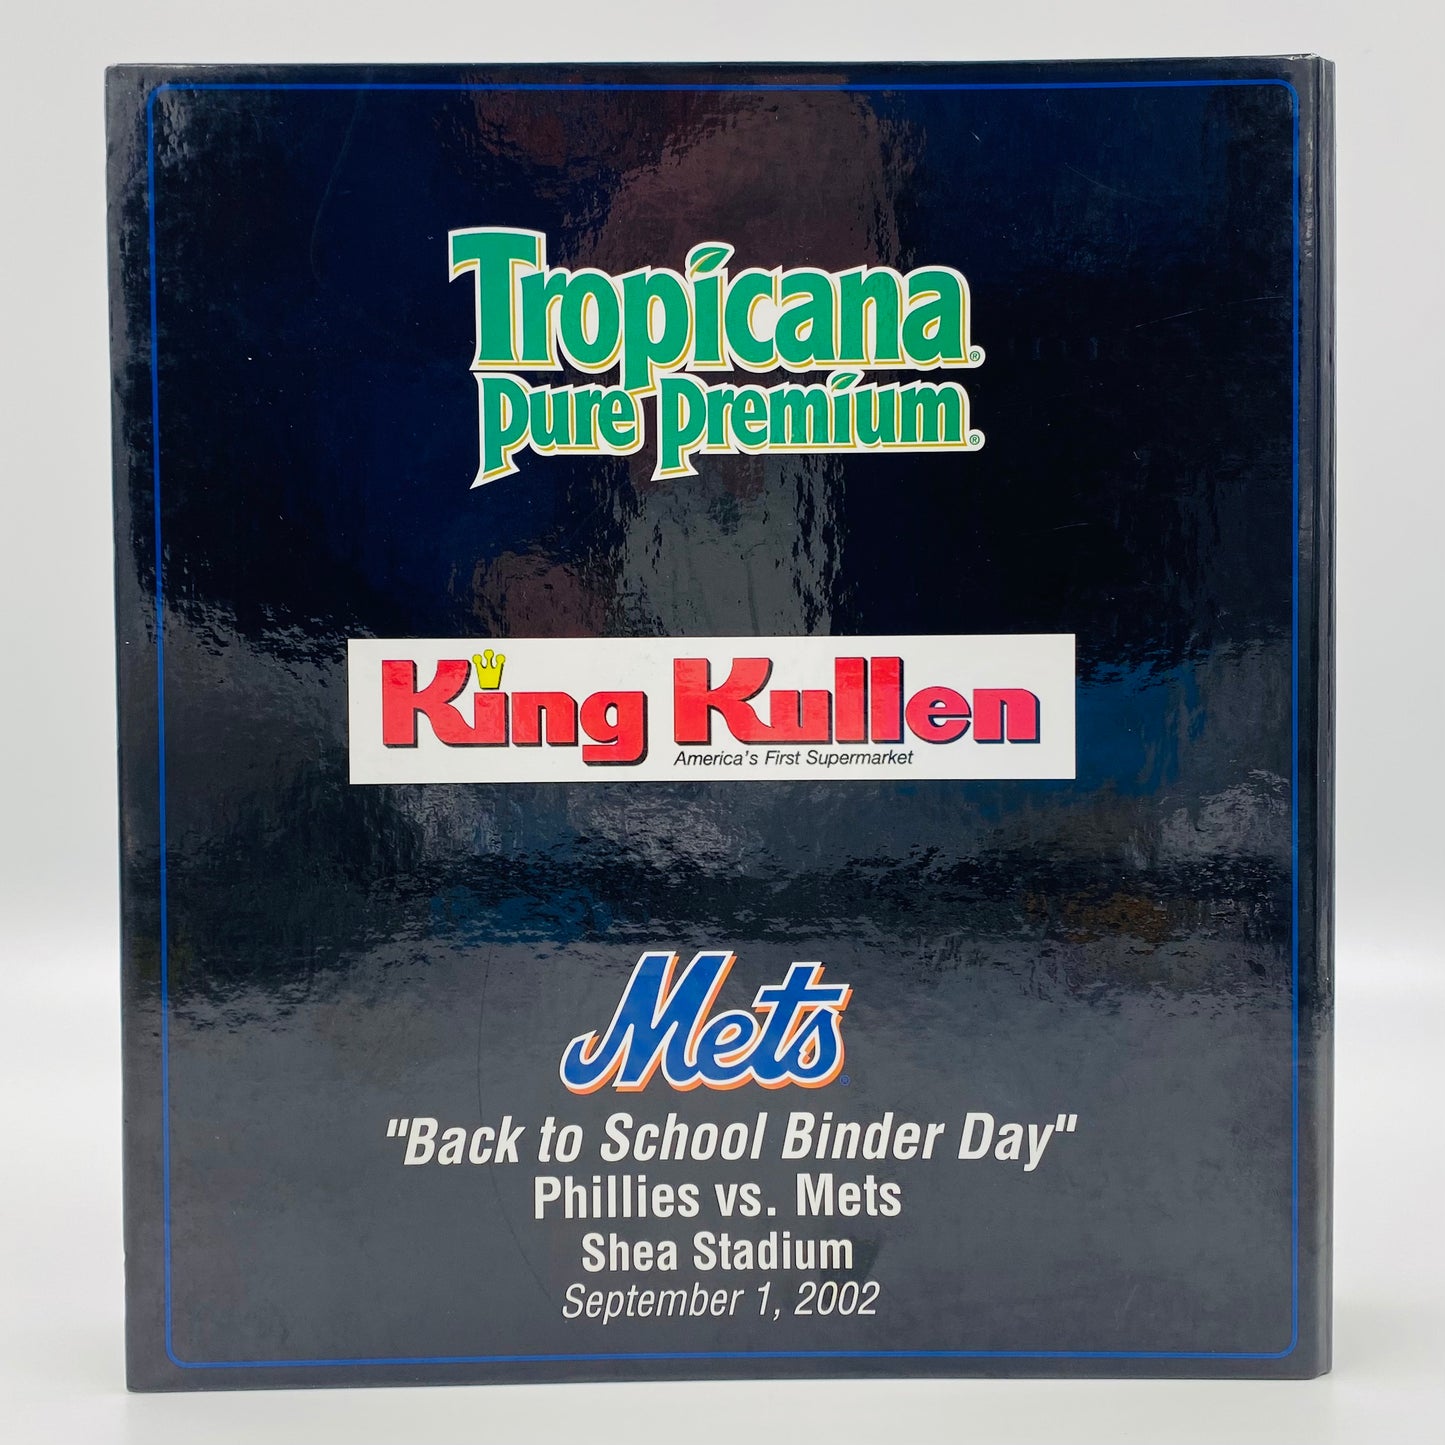 Tropicana®
Pure Premium®
King Kullen
America's First Supermarket
Mets
"Back to School Binder Day"
Phillies vs. Mets
Shea Stadium
September 1, 2002